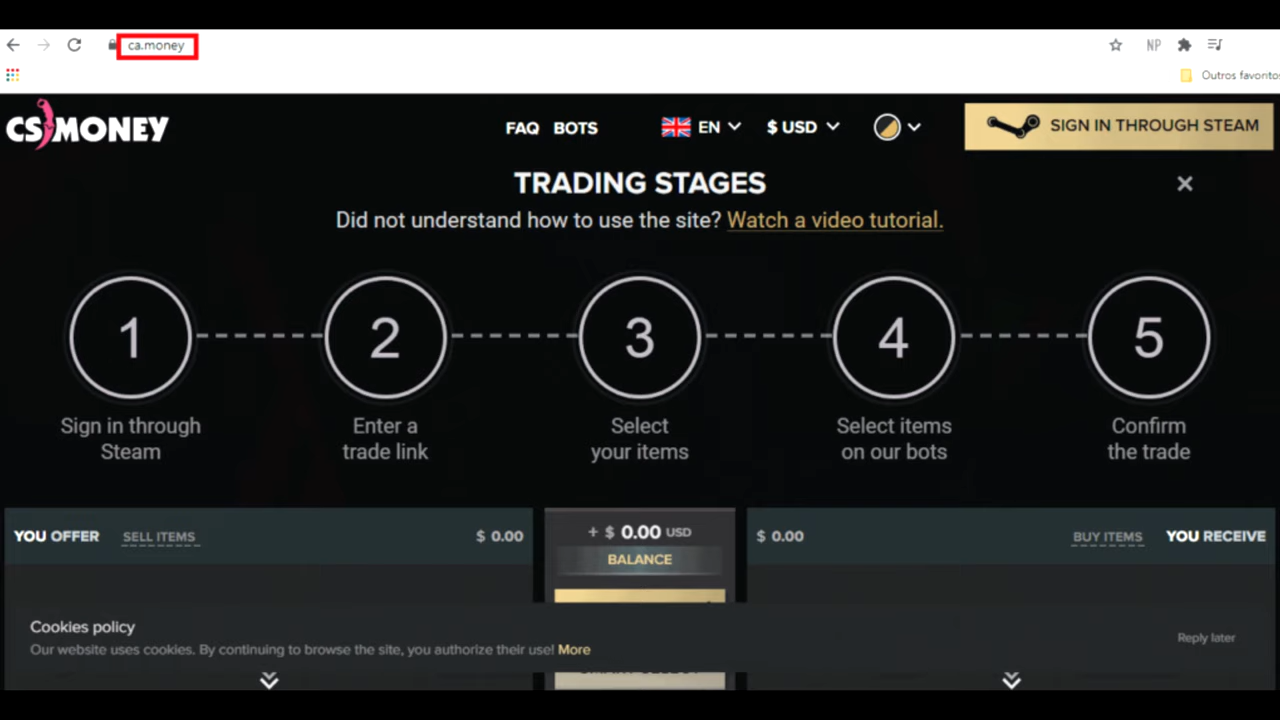 ca.money
NP
Outros favoritos
CS MONEY
FAQ BOTS EN $ USD SIGN IN THROUGH STEAM
TRADING STAGES
Did not understand how to use the site? Watch a video tutorial.
1 2 3 4 5
Sign in through Steam
Enter a trade link
Select your items
Select items on our bots
Confirm the trade
YOU OFFER SELL ITEMS $ 0.00
+ $ 0.00 USD
BALANCE
$ 0.00 BUY ITEMS YOU RECEIVE
Cookies policy
Our website uses cookies. By continuing to browse the site, you authorize their use! More
Reply later